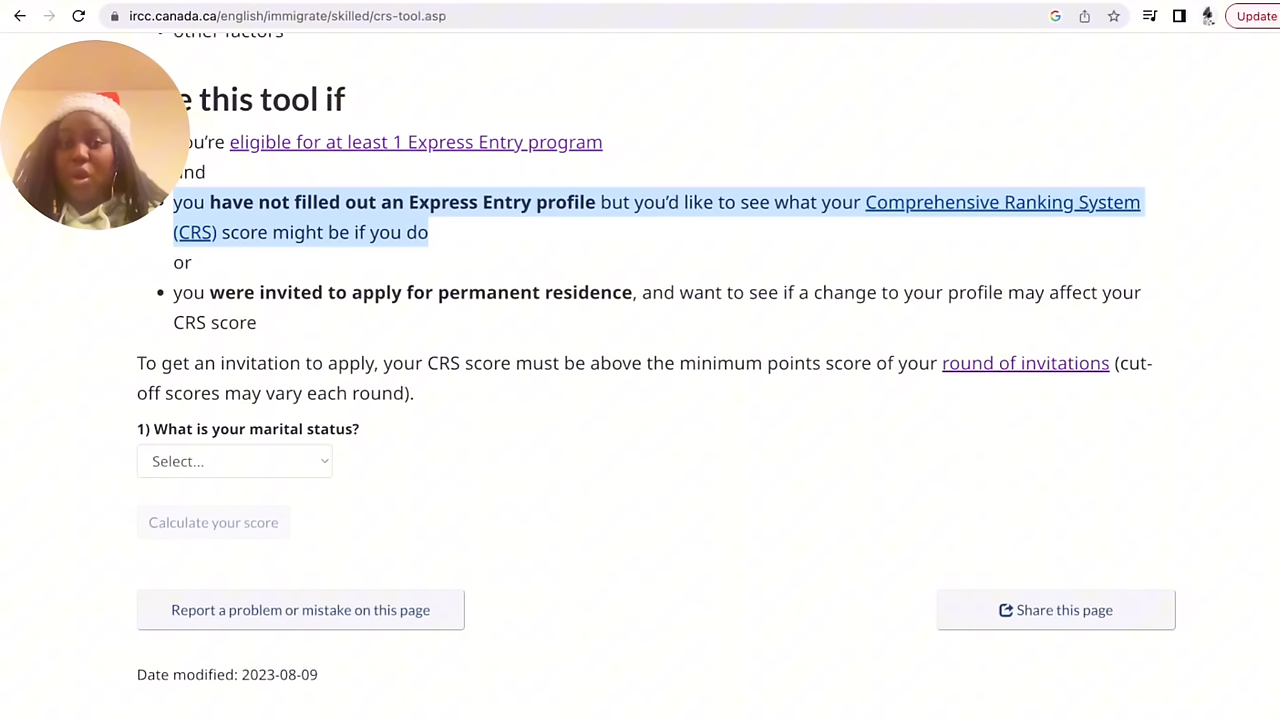 ircc.canada.ca/english/immigrate/skilled/crs-tool.asp
Update
other factors
e this tool if
ou're eligible for at least 1 Express Entry program
nd
you have not filled out an Express Entry profile but you'd like to see what your Comprehensive Ranking System
(CRS) score might be if you do
or
• you were invited to apply for permanent residence, and want to see if a change to your profile may affect your
CRS score
To get an invitation to apply, your CRS score must be above the minimum points score of your round of invitations (cut-
off scores may vary each round).
1) What is your marital status?
Select...
Calculate your score
Report a problem or mistake on this page
Share this page
Date modified: 2023-08-09